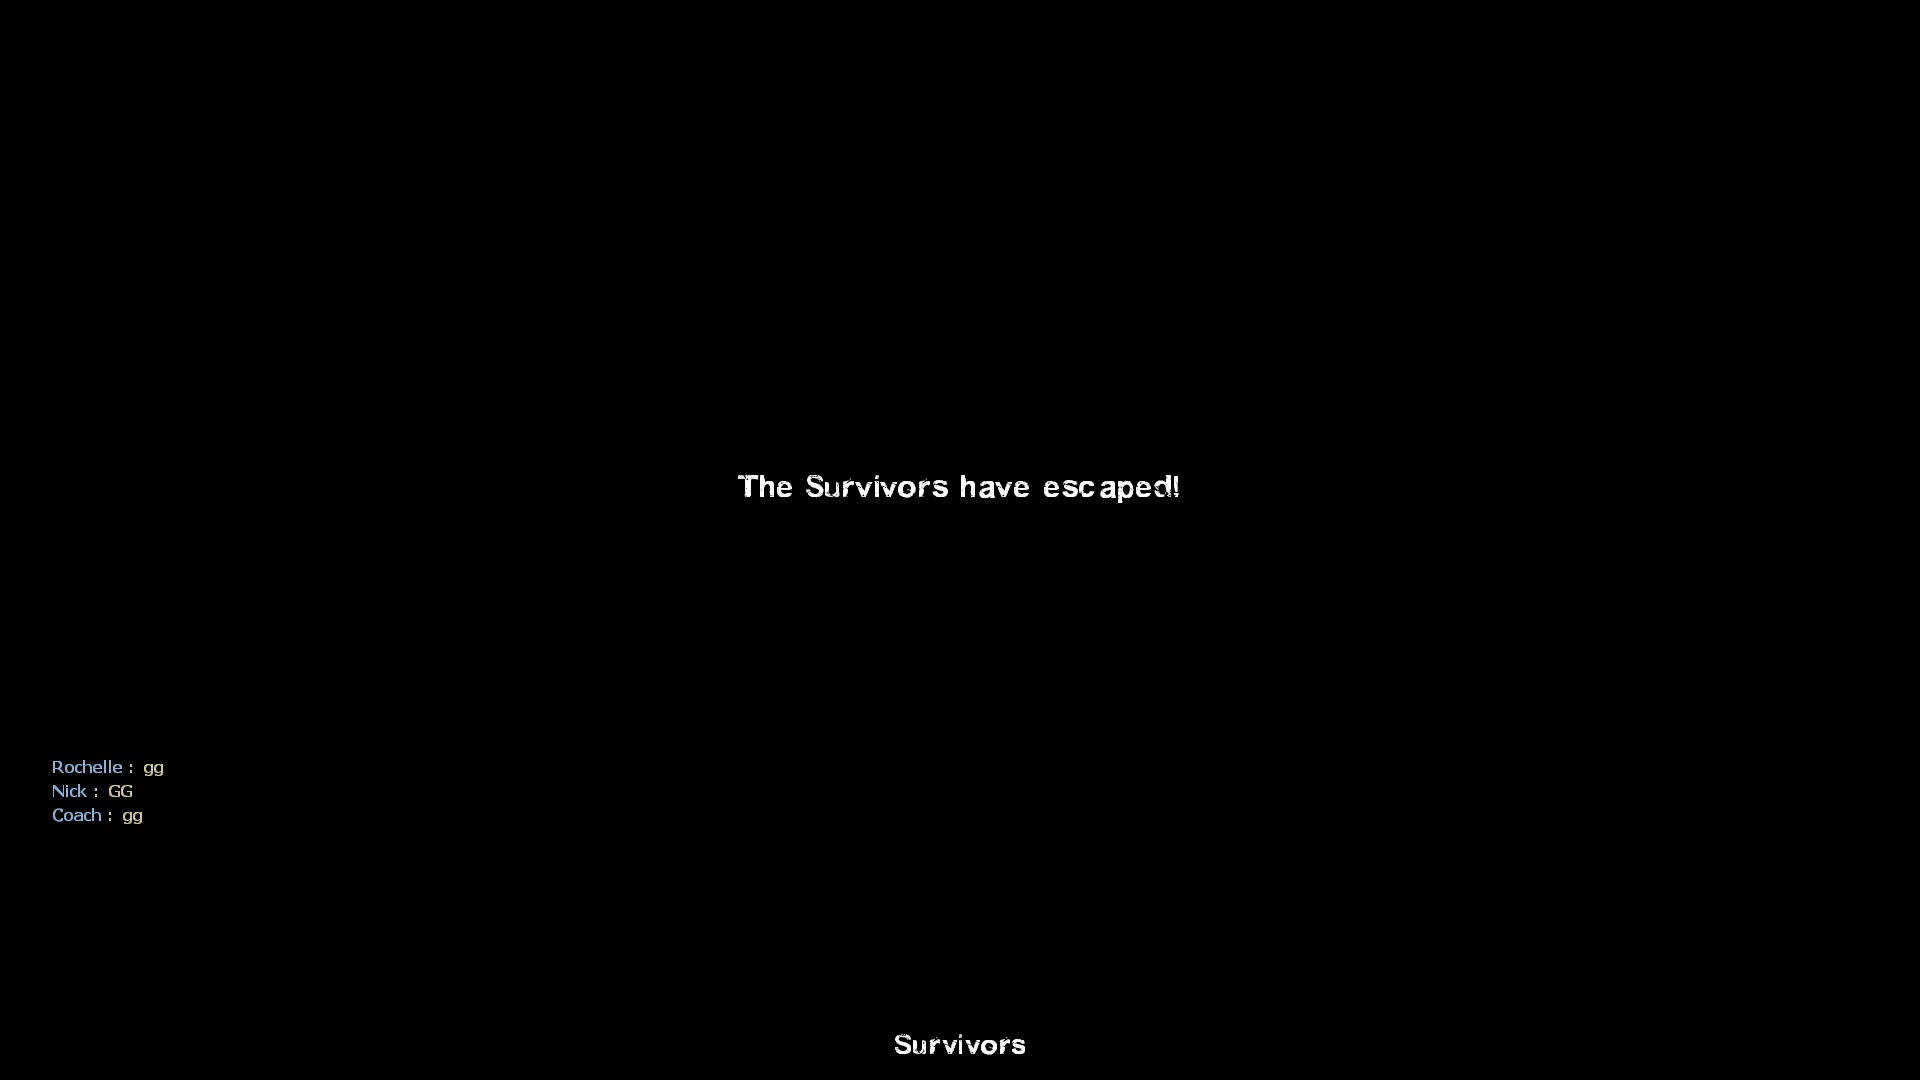 The Survivors have escaped!
Rochelle : gg
Nick : GG
Coach : gg
Survivors